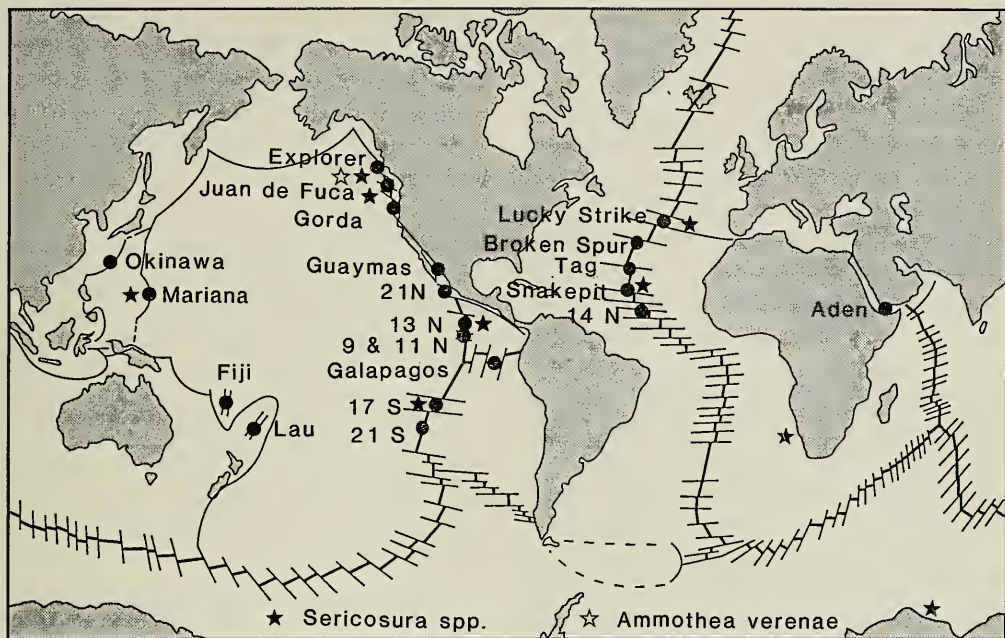 Explorer
Juan de Fuca
Gorda
Guaymas
21N
13 N
9 & 11 N
Galapagos
17 S
21 S
Okinawa
Mariana
Fiji
Lau
Lucky Strike
Broken Spur
Tag
Snakepit
14 N
Aden
Sericosura spp.
Ammothea verenae